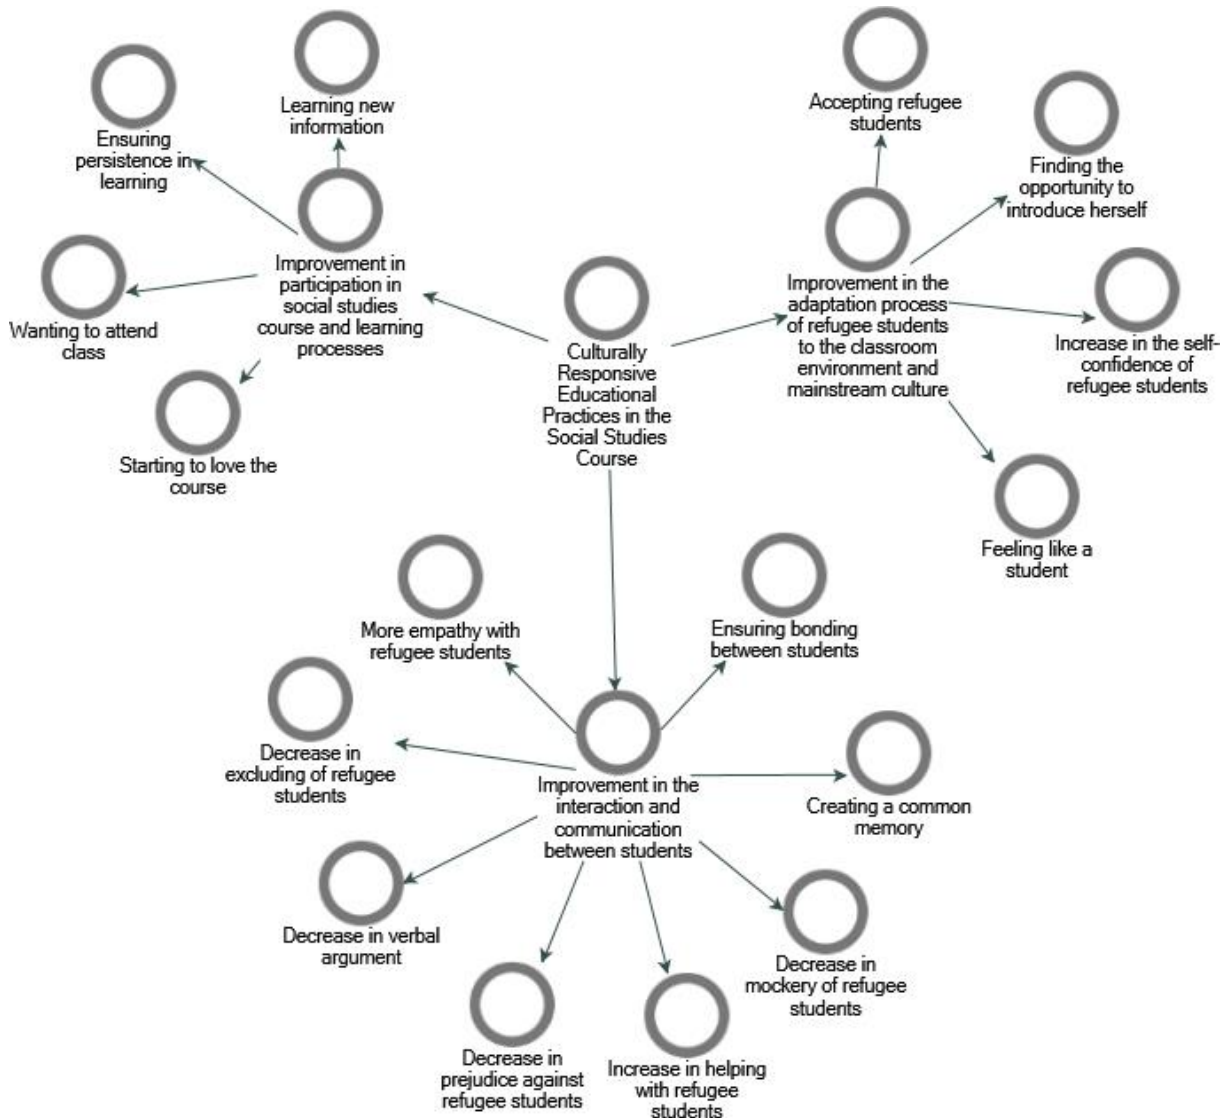 Learning new
information
Ensuring
persistence in
learning
Improvement in
participation in
social studies
course and learning
processes
Wanting to attend
class
Starting to love the
course
Accepting refugee
students
Finding the
opportunity to
introduce herself
Improvement in the
adaptation process
of refugee students
to the classroom
environment and
mainstream culture
Increase in the self-
confidence of
refugee students
Feeling like a
student
Culturally
Responsive
Educational
Practices in the
Social Studies
Course
More empathy with
refugee students
Ensuring bonding
between students
Decrease in
excluding of refugee
students
Improvement in the
interaction and
communication
between students
Creating a common
memory
Decrease in verbal
argument
Decrease in
mockery of refugee
students
Decrease in
prejudice against
refugee students
Increase in helping
with refugee
students